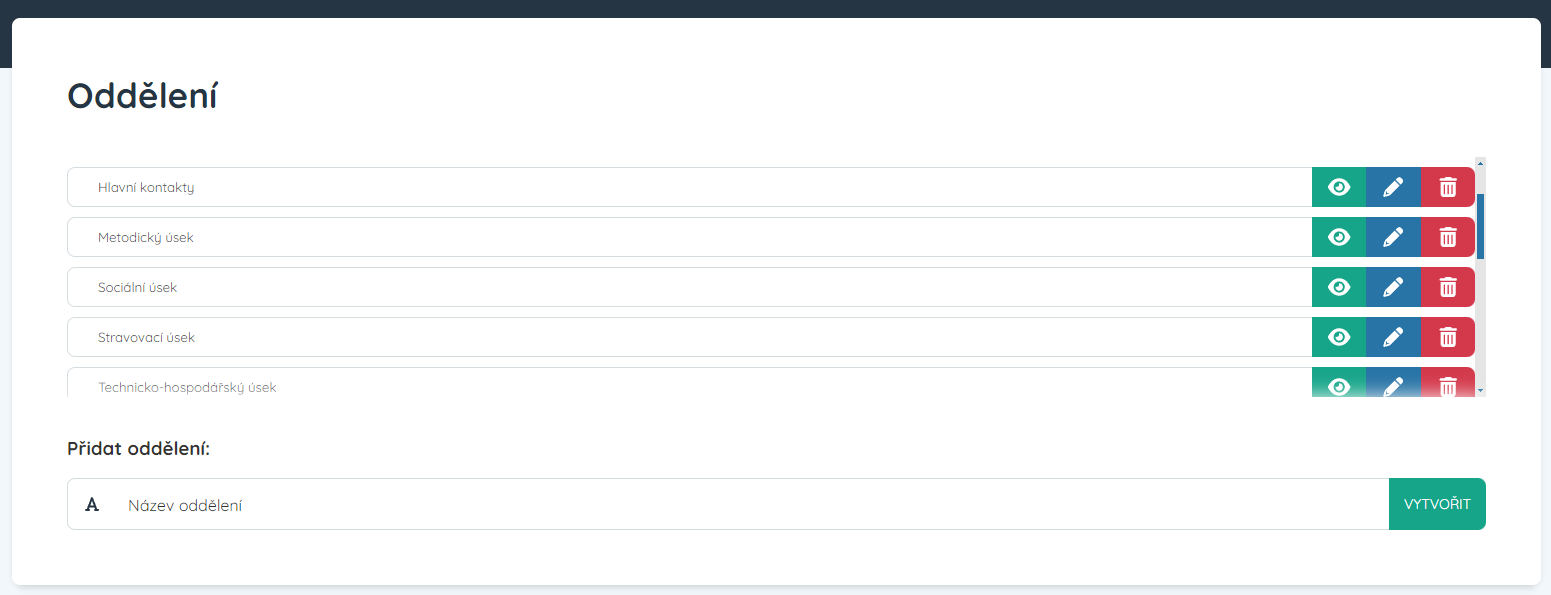 Oddělení
Hlavní kontakty
Metodický úsek
Sociální úsek
Stravovací úsek
Technicko-hospodářský úsek
Přidat oddělení:
Název oddělení
VYTVOŘIT